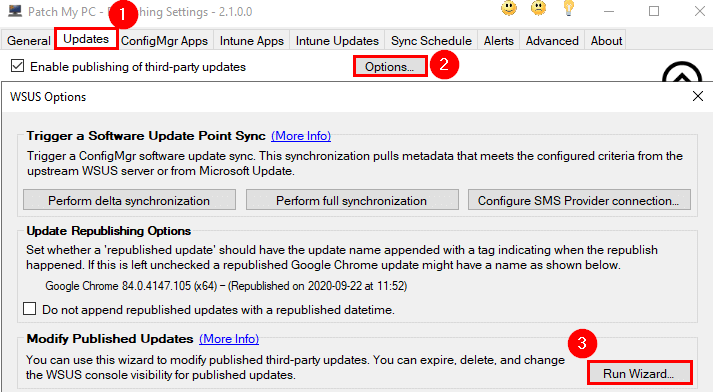 Patch My PC - Publishing Settings - 2.1.0.0
1
General Updates ConfigMgr Apps Intune Apps Intune Updates Sync Schedule Alerts Advanced About
Enable publishing of third-party updates Options... 2
WSUS Options
Trigger a Software Update Point Sync (More Info)
Trigger a ConfigMgr software update sync. This synchronization pulls metadata that meets the configured criteria from the
upstream WSUS server or from Microsoft Update.
Perform delta synchronization Perform full synchronization Configure SMS Provider connection...
Update Republishing Options
Set whether a 'republished update' should have the update name appended with a tag indicating when the republish
happened. If this is left unchecked a republished Google Chrome update might have a name as shown below.
Google Chrome 84.0.4147.105 (x64) – (Republished on 2020-09-22 at 11:52)
Do not append republished updates with a republished datetime.
Modify Published Updates (More Info) 3
You can use this wizard to modify published third-party updates. You can expire, delete, and change
the WSUS console visibility for published updates. Run Wizard...